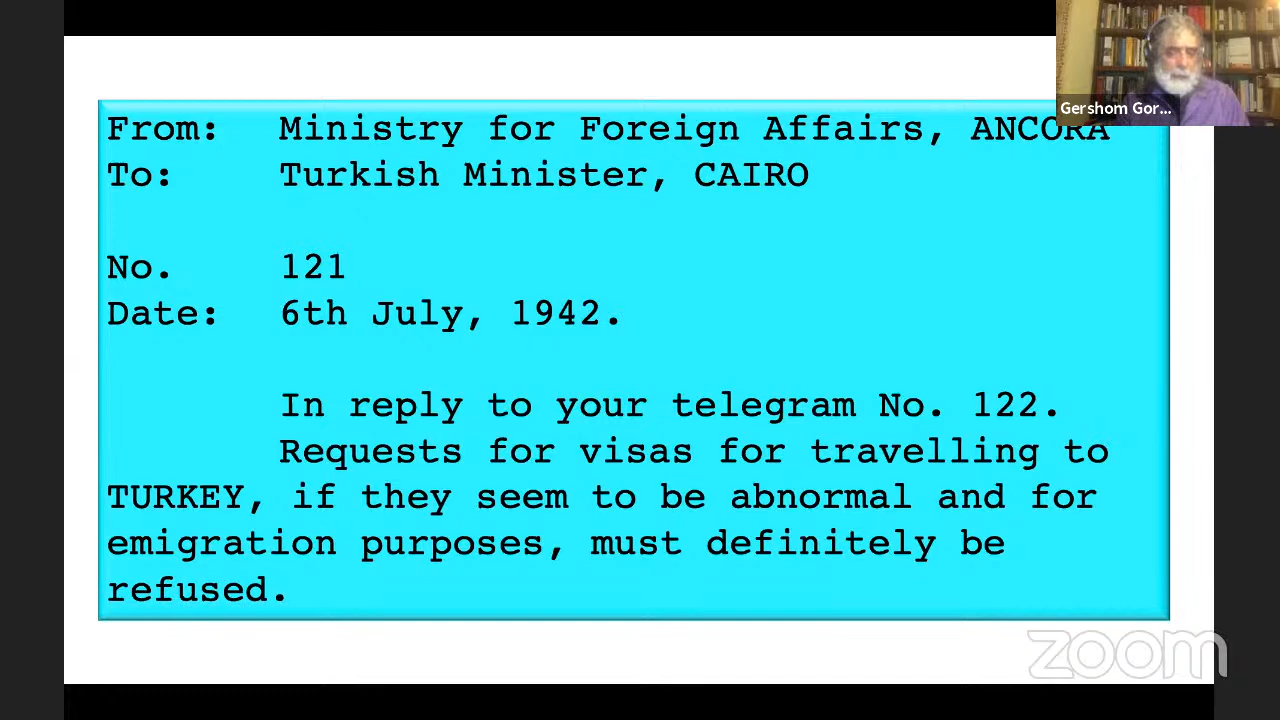 Gershom Gor...
From: Ministry for Foreign Affairs, ANCORA
To: Turkish Minister, CAIRO
No. 121
Date: 6th July, 1942.
In reply to your telegram No. 122.
Requests for visas for travelling to
TURKEY, if they seem to be abnormal and for
emigration purposes, must definitely be
refused.
zoom